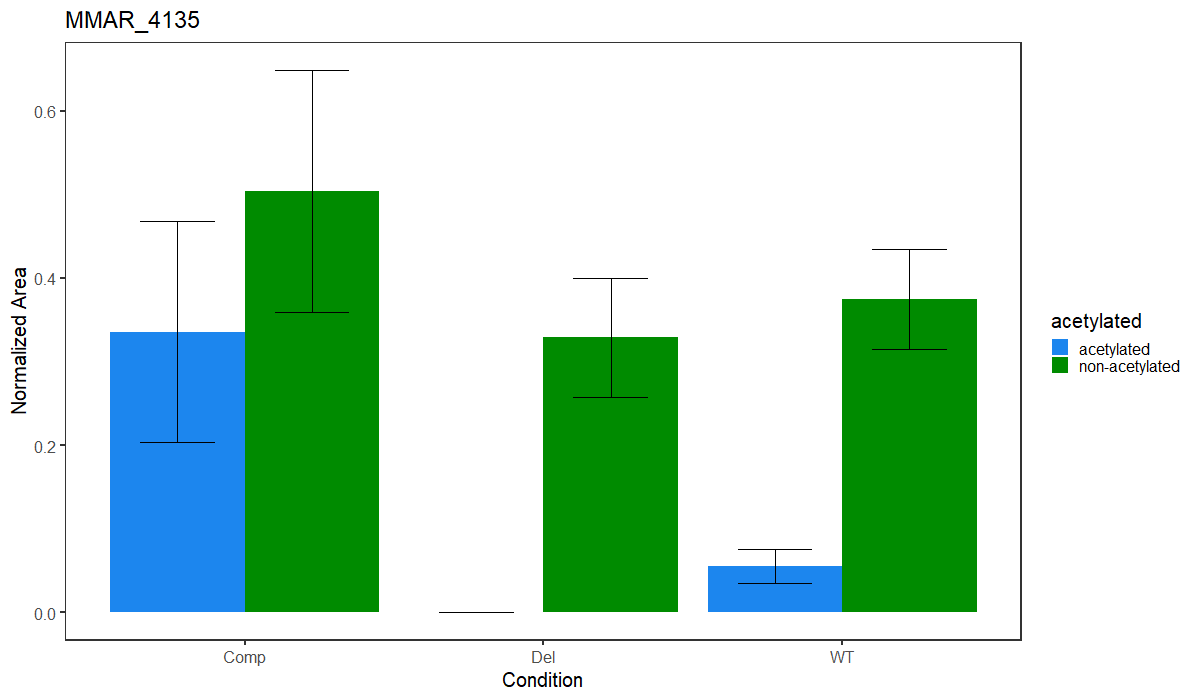 MMAR_4135
0.6
0.4
0.2
0.0
Normalized Area
Comp
Del
WT
Condition
acetylated
acetylated
non-acetylated